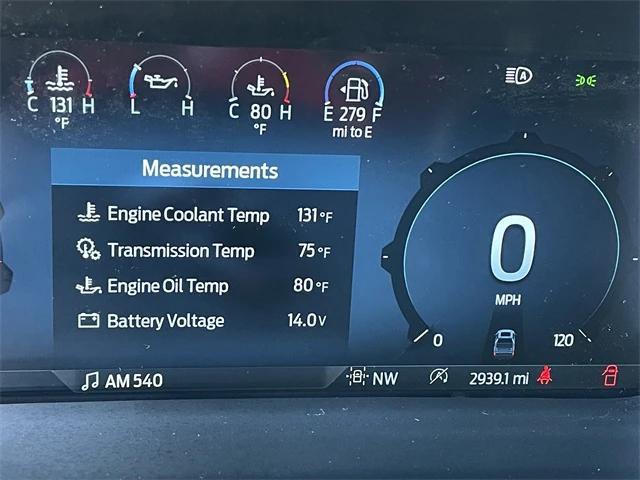 A
C 131 H
°F
L H
C 80 H
°F
E 279 F
mi to E
Measurements
Engine Coolant Temp 131 °F
Transmission Temp 75 °F
Engine Oil Temp 80 °F
Battery Voltage 14.0 V
0
MPH
0 120
AM 540
NW
2939.1 mi